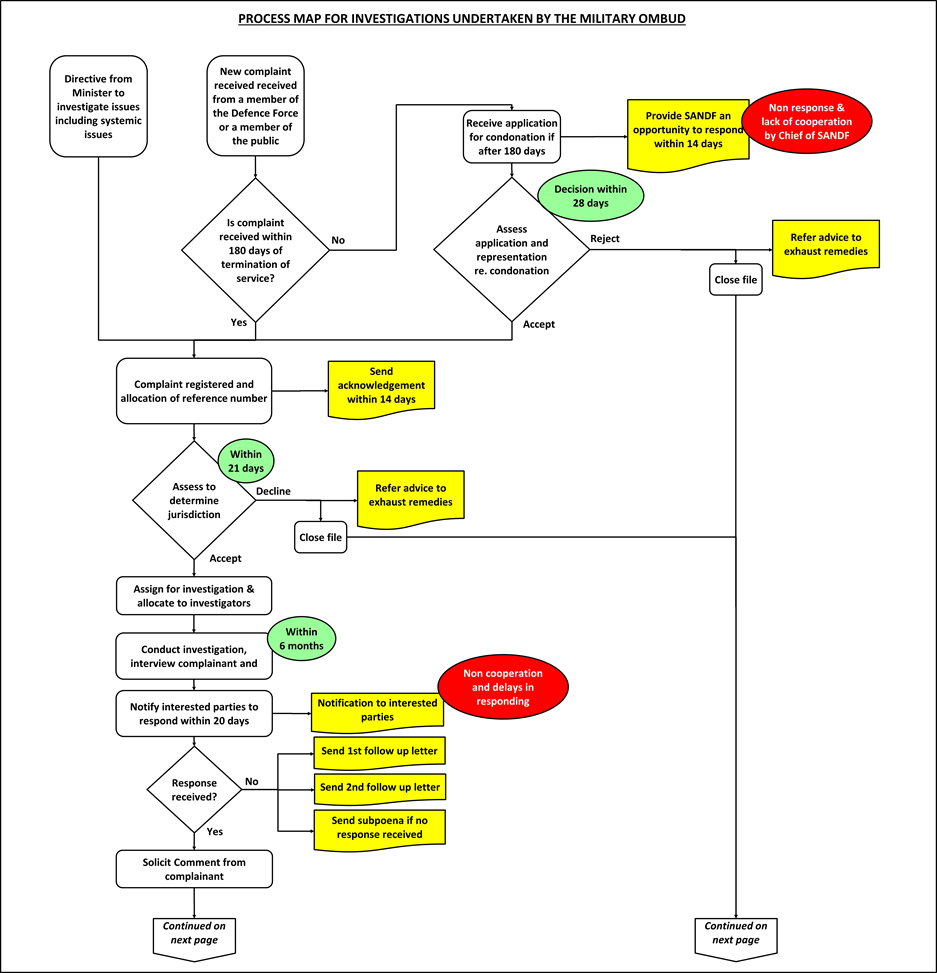 PROCESS MAP FOR INVESTIGATIONS UNDERTAKEN BY THE MILITARY OMBUD
Directive from
Minister to
investigate issues
including systemic
issues
New complaint
received received
from a member of
the Defence Force
or a member of
the public
Receive application
for condonation if
after 180 days
Provide SANDF an
opportunity to respond
within 14 days
Non response &
lack of cooperation
by Chief of SANDF
Decision within
28 days
Is complaint
received within
180 days of
termination of
service?
No
Assess
application and
representation
re. condonation
Reject
Refer advice to
exhaust remedies
Close file
Yes
Accept
Complaint registered and
allocation of reference number
Send
acknowledgement
within 14 days
Within
21 days
Assess to
determine
jurisdiction
Decline
Refer advice to
exhaust remedies
Close file
Accept
Assign for investigation &
allocate to investigators
Within
6 months
Conduct investigation,
interview complainant and
Non cooperation
and delays in
responding
Notify interested parties to
respond within 20 days
Notification to interested
parties
Send 1st follow up letter
Response
received?
No
Send 2nd follow up letter
Send subpoena if no
response received
Yes
Solicit Comment from
complainant
Continued on
next page
Continued on
next page